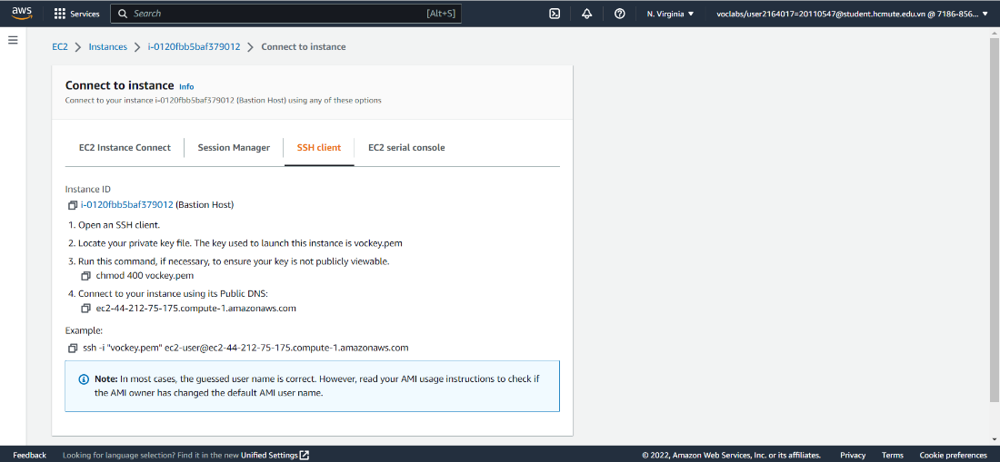 aws
Services
Search
[Alt+S]
N. Virginia
voclabs/user2164017=20110547@student.hcmute.edu.vn @ 7186-856...
EC2 > Instances > i-0120fbb5baf379012 > Connect to instance
Connect to instance Info
Connect to your instance i-0120fbb5baf379012 (Bastion Host) using any of these options
EC2 Instance Connect
Session Manager
SSH client
EC2 serial console
Instance ID
i-0120fbb5baf379012 (Bastion Host)
1. Open an SSH client.
2. Locate your private key file. The key used to launch this instance is vockey.pem
3. Run this command, if necessary, to ensure your key is not publicly viewable.
chmod 400 vockey.pem
4. Connect to your instance using its Public DNS:
ec2-44-212-75-175.compute-1.amazonaws.com
Example:
ssh -i "vockey.pem" ec2-user@ec2-44-212-75-175.compute-1.amazonaws.com
Note: In most cases, the guessed user name is correct. However, read your AMI usage instructions to check if
the AMI owner has changed the default AMI user name.
Feedback
Looking for language selection? Find it in the new Unified Settings
© 2022, Amazon Web Services, Inc. or its affiliates.
Privacy
Terms
Cookie preferences